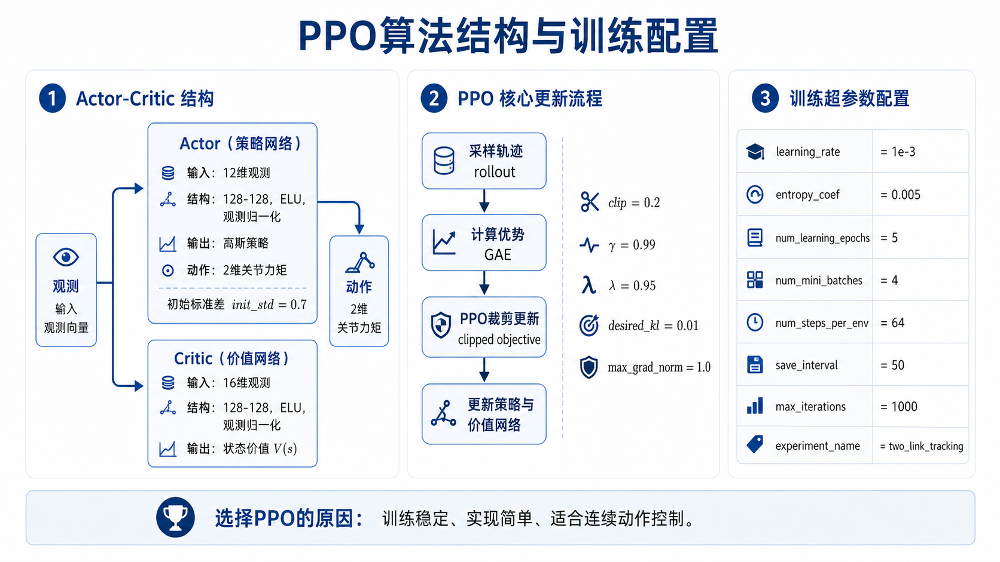 PPO算法结构与训练配置
1 Actor-Critic 结构
观测
输入
观测向量
Actor（策略网络）
输入：12维观测
结构：128-128，ELU，
观测归一化
输出：高斯策略
动作：2维关节力矩
初始标准差 init_std = 0.7
动作
2维
关节力矩
Critic（价值网络）
输入：16维观测
结构：128-128，ELU，
观测归一化
输出：状态价值 V(s)
2 PPO 核心更新流程
采样轨迹
rollout
计算优势
GAE
PPO裁剪更新
clipped objective
更新策略与
价值网络
clip = 0.2
γ = 0.99
λ λ = 0.95
desired_kl = 0.01
max_grad_norm = 1.0
3 训练超参数配置
learning_rate = 1e-3
entropy_coef = 0.005
num_learning_epochs = 5
num_mini_batches = 4
num_steps_per_env = 64
save_interval = 50
max_iterations = 1000
experiment_name = two_link_tracking
选择PPO的原因：训练稳定、实现简单、适合连续动作控制。